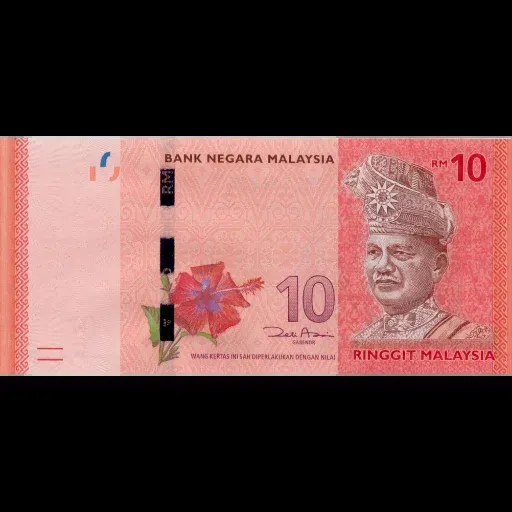 BANK NEGARA MALAYSIA
RM 10
RM
10
GABENOR
WANG KERTAS INI SAH DIPERLAKUKAN DENGAN NILAI
RINGGIT MALAYSIA